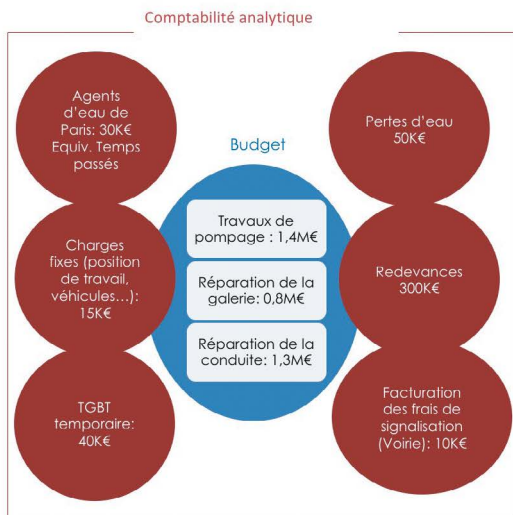 Comptabilité analytique
Agents
d'eau de
Paris: 30K€
Equiv. Temps
passés
Charges
fixes (position
de travail,
véhicules...):
15K€
TGBT
temporaire:
40K€
Budget
Travaux de
pompage : 1,4M€
Réparation de la
galerie: 0,8M€
Réparation de la
conduite: 1,3M€
Pertes d'eau
50K€
Redevances
300K€
Facturation
des frais de
signalisation
(Voirie): 10K€